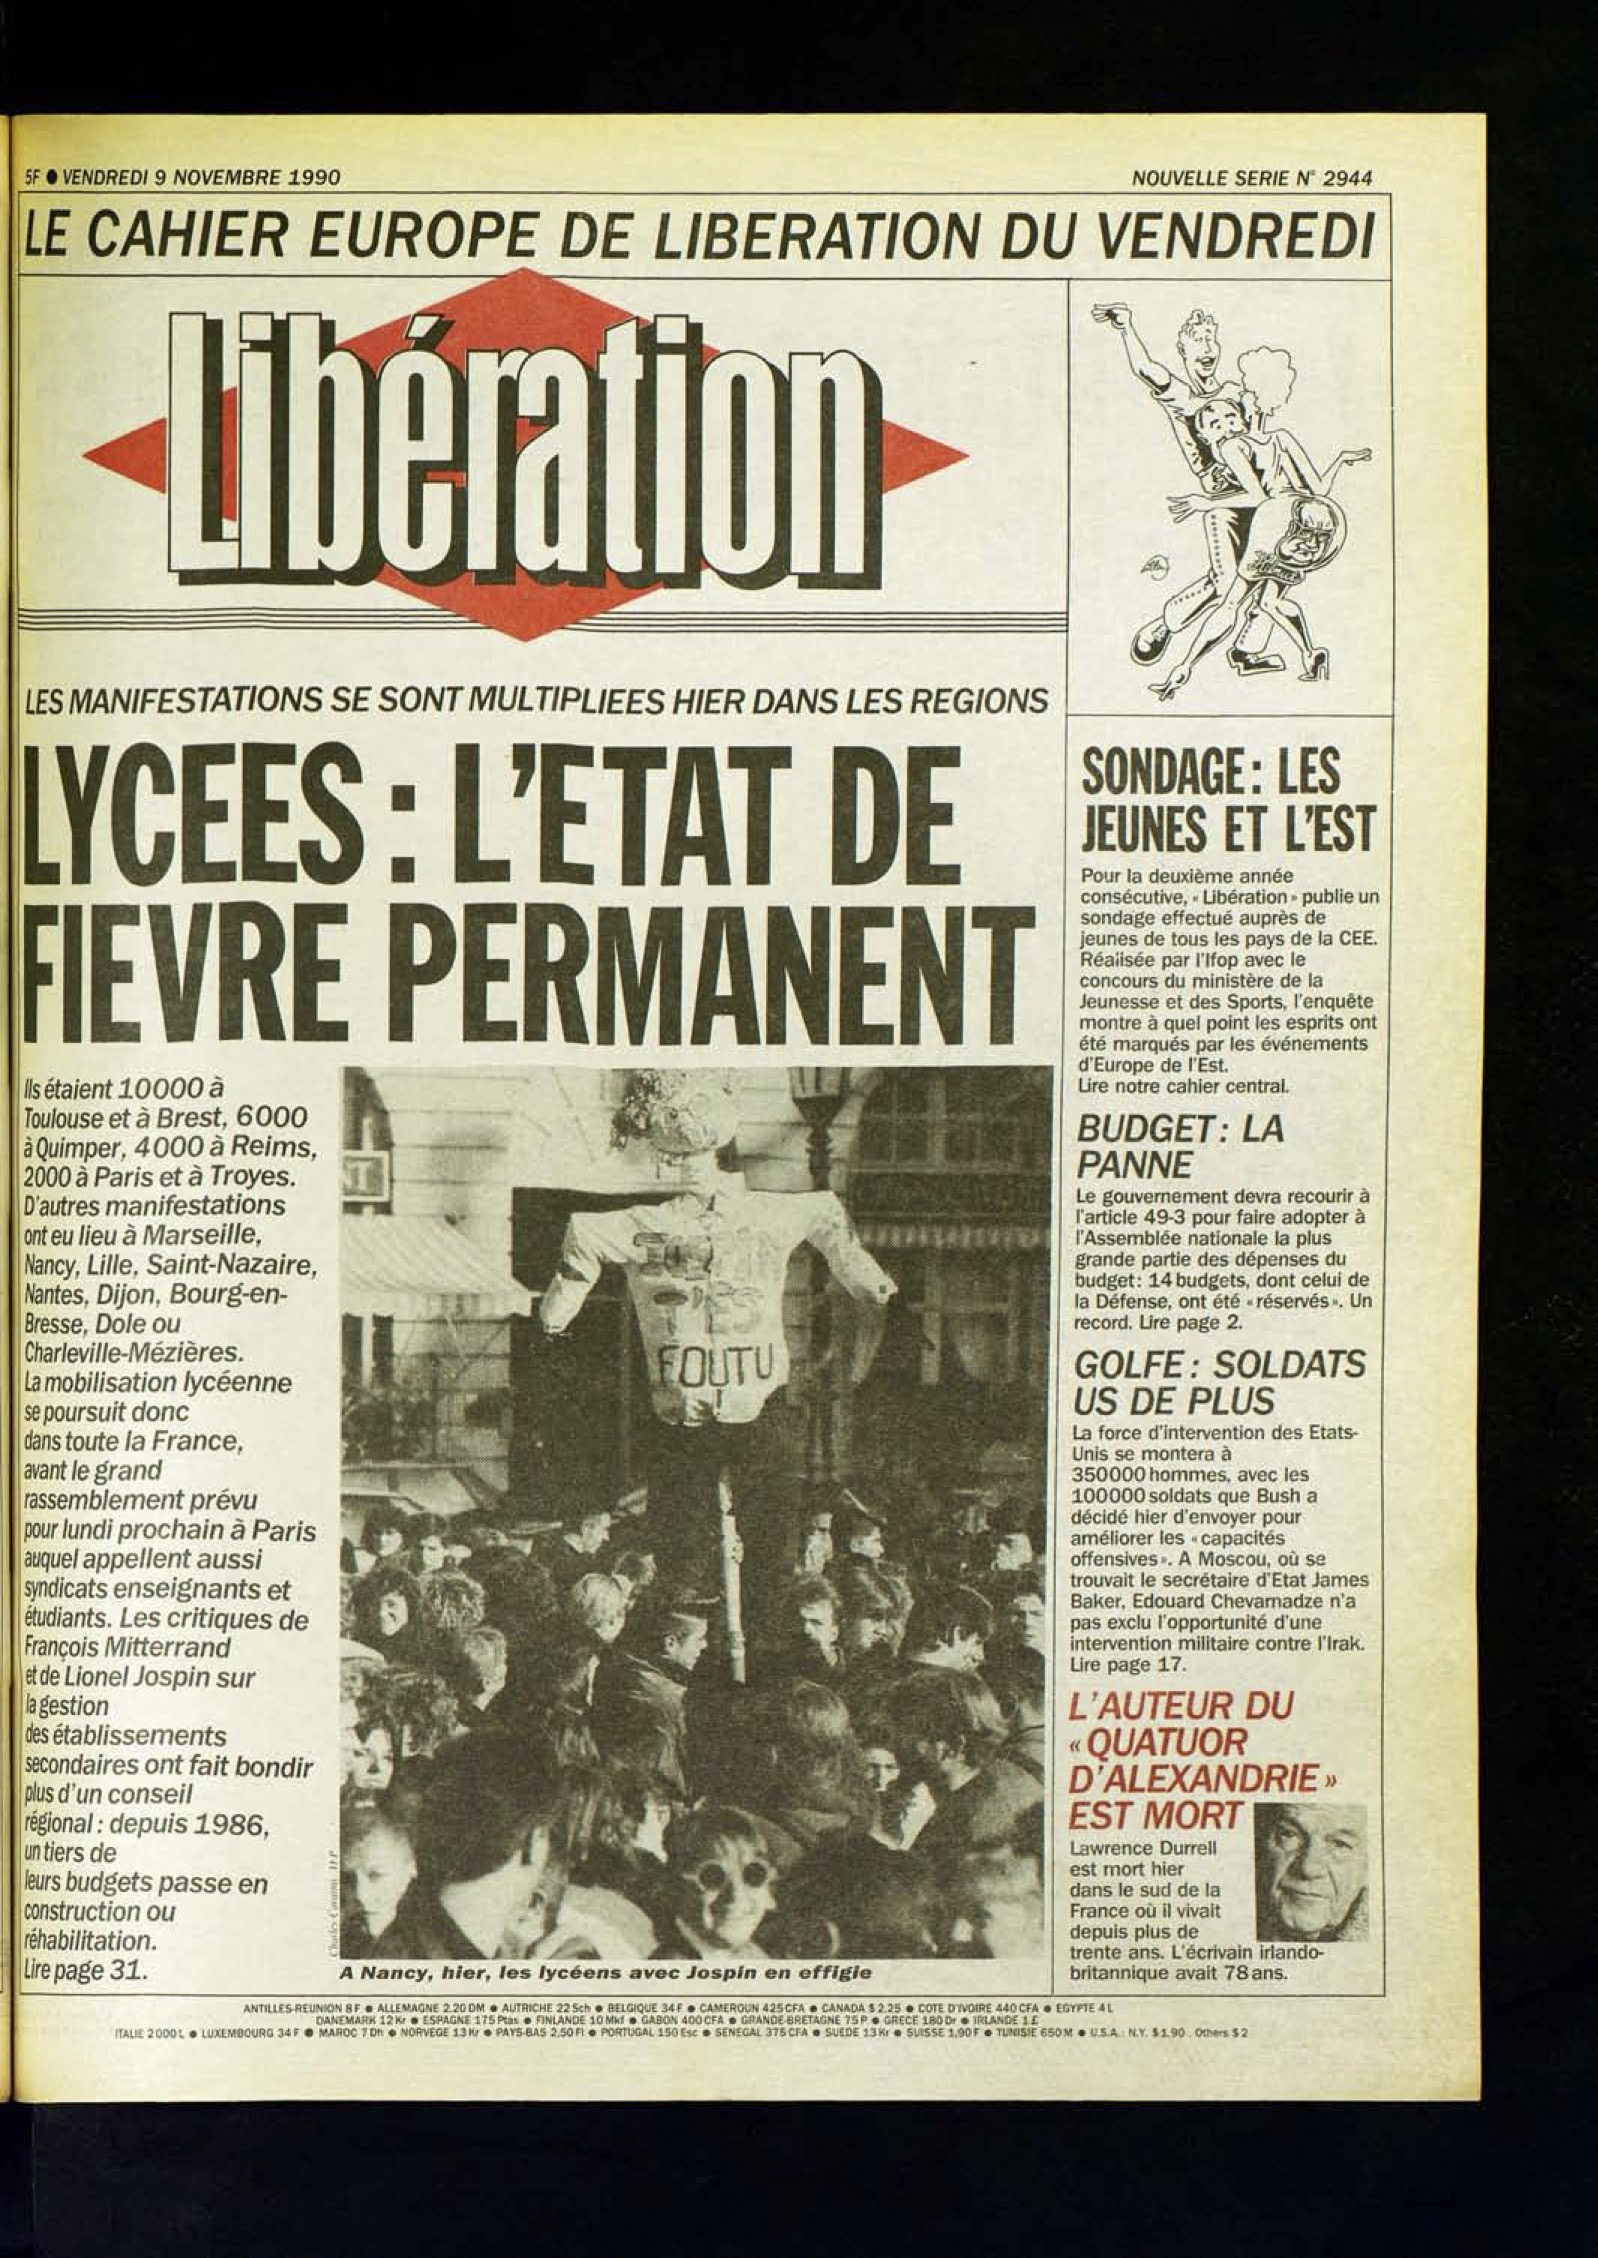 5F ● VENDREDI 9 NOVEMBRE 1990
NOUVELLE SERIE N° 2944
LE CAHIER EUROPE DE LIBERATION DU VENDREDI
Libération
LES MANIFESTATIONS SE SONT MULTIPLIEES HIER DANS LES REGIONS
LYCEES : L'ETAT DE
FIEVRE PERMANENT
Ils étaient 10000 à
Toulouse et à Brest, 6000
à Quimper, 4000 à Reims,
2000 à Paris et à Troyes.
D'autres manifestations
ont eu lieu à Marseille,
Nancy, Lille, Saint-Nazaire,
Nantes, Dijon, Bourg-en-
Bresse, Dole ou
Charleville-Mézières.
La mobilisation lycéenne
se poursuit donc
dans toute la France,
avant le grand
rassemblement prévu
pour lundi prochain à Paris
auquel appellent aussi
syndicats enseignants et
étudiants. Les critiques de
François Mitterrand
et de Lionel Jospin sur
la gestion
des établissements
secondaires ont fait bondir
plus d'un conseil
régional : depuis 1986,
un tiers de
leurs budgets passe en
construction ou
réhabilitation.
Lire page 31.
FOUTU
!
A Nancy, hier, les lycéens avec Jospin en effigie
SONDAGE : LES
JEUNES ET L'EST
Pour la deuxième année
consécutive, « Libération » publie un
sondage effectué auprès de
jeunes de tous les pays de la CEE.
Réalisée par l'Ifop avec le
concours du ministère de la
Jeunesse et des Sports, l'enquête
montre à quel point les esprits ont
été marqués par les événements
d'Europe de l'Est.
Lire notre cahier central.
BUDGET : LA
PANNE
Le gouvernement devra recourir à
l'article 49-3 pour faire adopter à
l'Assemblée nationale la plus
grande partie des dépenses du
budget : 14 budgets, dont celui de
la Défense, ont été « réservés ». Un
record. Lire page 2.
GOLFE : SOLDATS
US DE PLUS
La force d'intervention des Etats-
Unis se montera à
350000 hommes, avec les
100000 soldats que Bush a
décidé hier d'envoyer pour
améliorer les « capacités
offensives ». A Moscou, où se
trouvait le secrétaire d'Etat James
Baker, Edouard Chevarnadze n'a
pas exclu l'opportunité d'une
intervention militaire contre l'Irak.
Lire page 17.
L'AUTEUR DU
« QUATUOR
D'ALEXANDRIE »
EST MORT
Lawrence Durrell
est mort hier
dans le sud de la
France où il vivait
depuis plus de
trente ans. L'écrivain irlando-
britannique avait 78 ans.
ANTILLES-REUNION 8 F ● ALLEMAGNE 2,20 DM ● AUTRICHE 22 Sch ● BELGIQUE 34 F ● CAMEROUN 425 CFA ● CANADA $ 2,25 ● COTE D'IVOIRE 440 CFA ● EGYPTE 4 L
DANEMARK 12 Kr ● ESPAGNE 175 Ptas ● FINLANDE 10 Mkf ● GABON 400 CFA ● GRANDE-BRETAGNE 75 P ● GRECE 180 Dr ● IRLANDE 1 £
ITALIE 2000 L ● LUXEMBOURG 34 F ● MAROC 7 Dh ● NORVEGE 13 Kr ● PAYS-BAS 2,50 Fl ● PORTUGAL 150 Esc ● SENEGAL 375 CFA ● SUEDE 13 Kr ● SUISSE 1,90 F ● TUNISIE 650 M ● U.S.A. : N.Y. $ 1,90 . Others $ 2